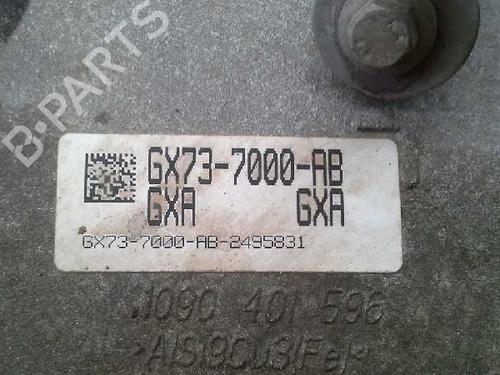 B-PARTS
GX73-7000-AB
GXA GXA
GX73-7000-AB-2495831
1090 401 596
>AlSi9Cu3(Fe)<